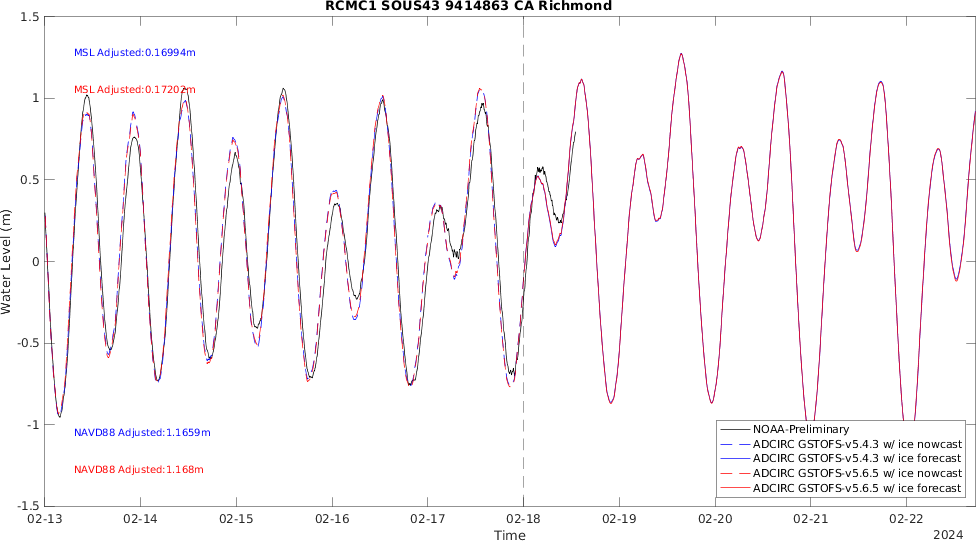 RCMC1 SOUS43 9414863 CA Richmond
1.5
1
0.5
0
-0.5
-1
-1.5
Water Level (m)
MSL Adjusted:0.16994m
MSL Adjusted:0.17202m
NAVD88 Adjusted:1.1659m
NAVD88 Adjusted:1.168m
NOAA-Preliminary
ADCIRC GSTOFS-v5.4.3 w/ ice nowcast
ADCIRC GSTOFS-v5.4.3 w/ ice forecast
ADCIRC GSTOFS-v5.6.5 w/ ice nowcast
ADCIRC GSTOFS-v5.6.5 w/ ice forecast
02-13 02-14 02-15 02-16 02-17 02-18 02-19 02-20 02-21 02-22
Time
2024